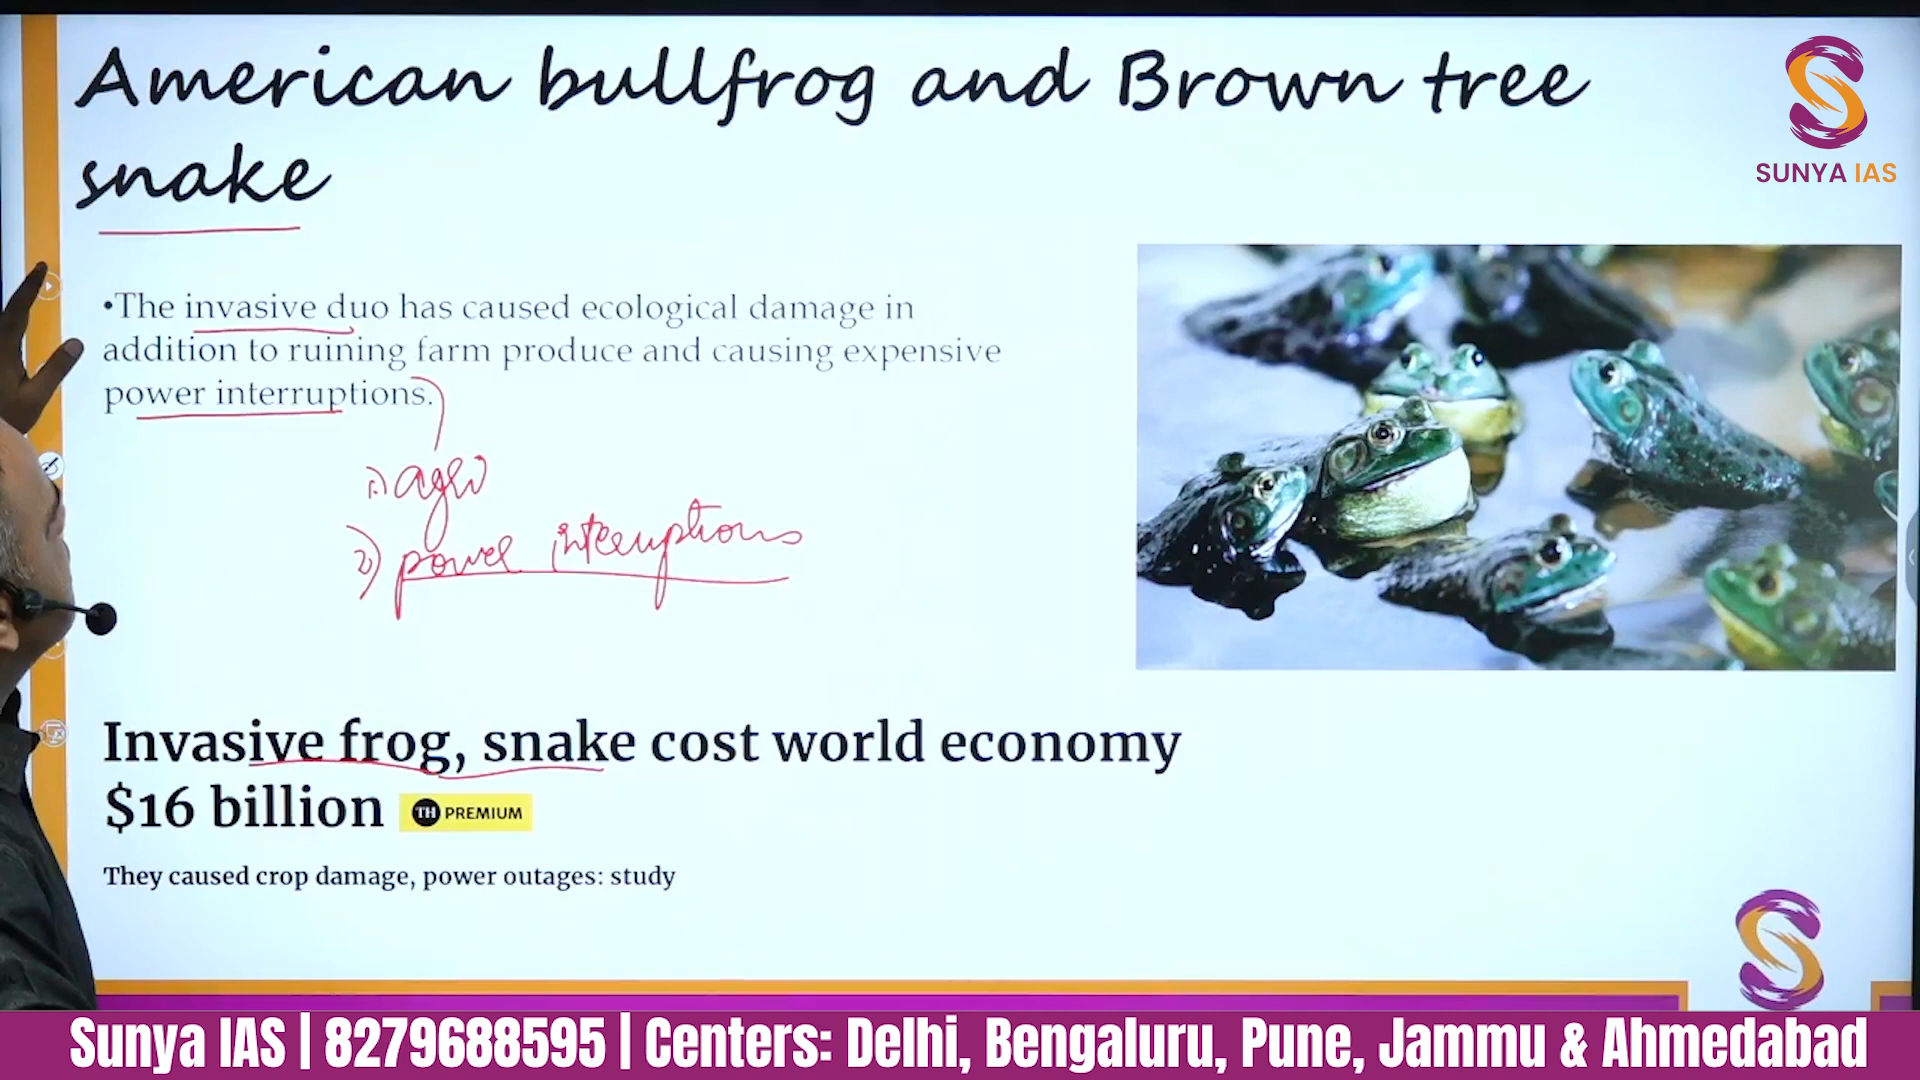 American bullfrog and Brown tree
snake
SUNYA IAS
•The invasive duo has caused ecological damage in
addition to ruining farm produce and causing expensive
power interruptions.
1) agri
2) power interruptions
Invasive frog, snake cost world economy
$16 billion TH PREMIUM
They caused crop damage, power outages: study
Sunya IAS | 8279688595 | Centers: Delhi, Bengaluru, Pune, Jammu & Ahmedabad